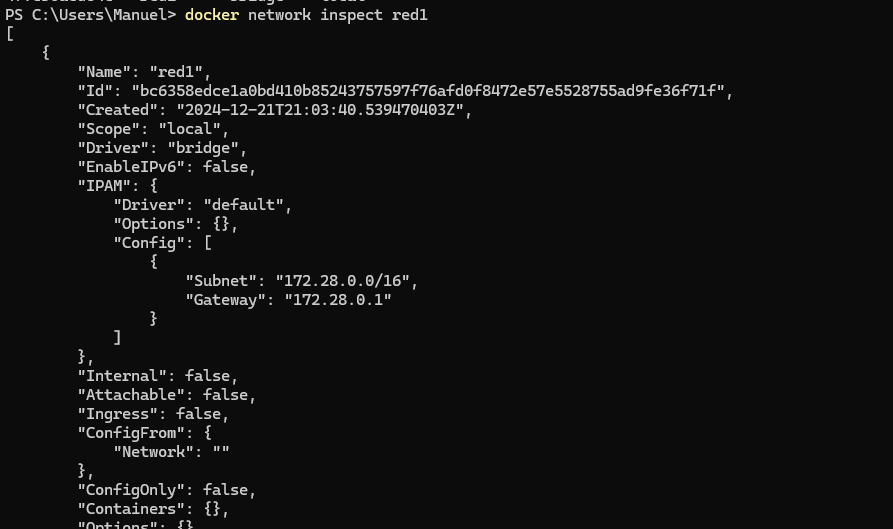 PS C:\Users\Manuel> docker network inspect red1
[
    {
        "Name": "red1",
        "Id": "bc6358edce1a0bd410b85243757597f76afd0f8472e57e5528755ad9fe36f71f",
        "Created": "2024-12-21T21:03:40.539470403Z",
        "Scope": "local",
        "Driver": "bridge",
        "EnableIPv6": false,
        "IPAM": {
            "Driver": "default",
            "Options": {},
            "Config": [
                {
                    "Subnet": "172.28.0.0/16",
                    "Gateway": "172.28.0.1"
                }
            ]
        },
        "Internal": false,
        "Attachable": false,
        "Ingress": false,
        "ConfigFrom": {
            "Network": ""
        },
        "ConfigOnly": false,
        "Containers": {},
        "Options": {}